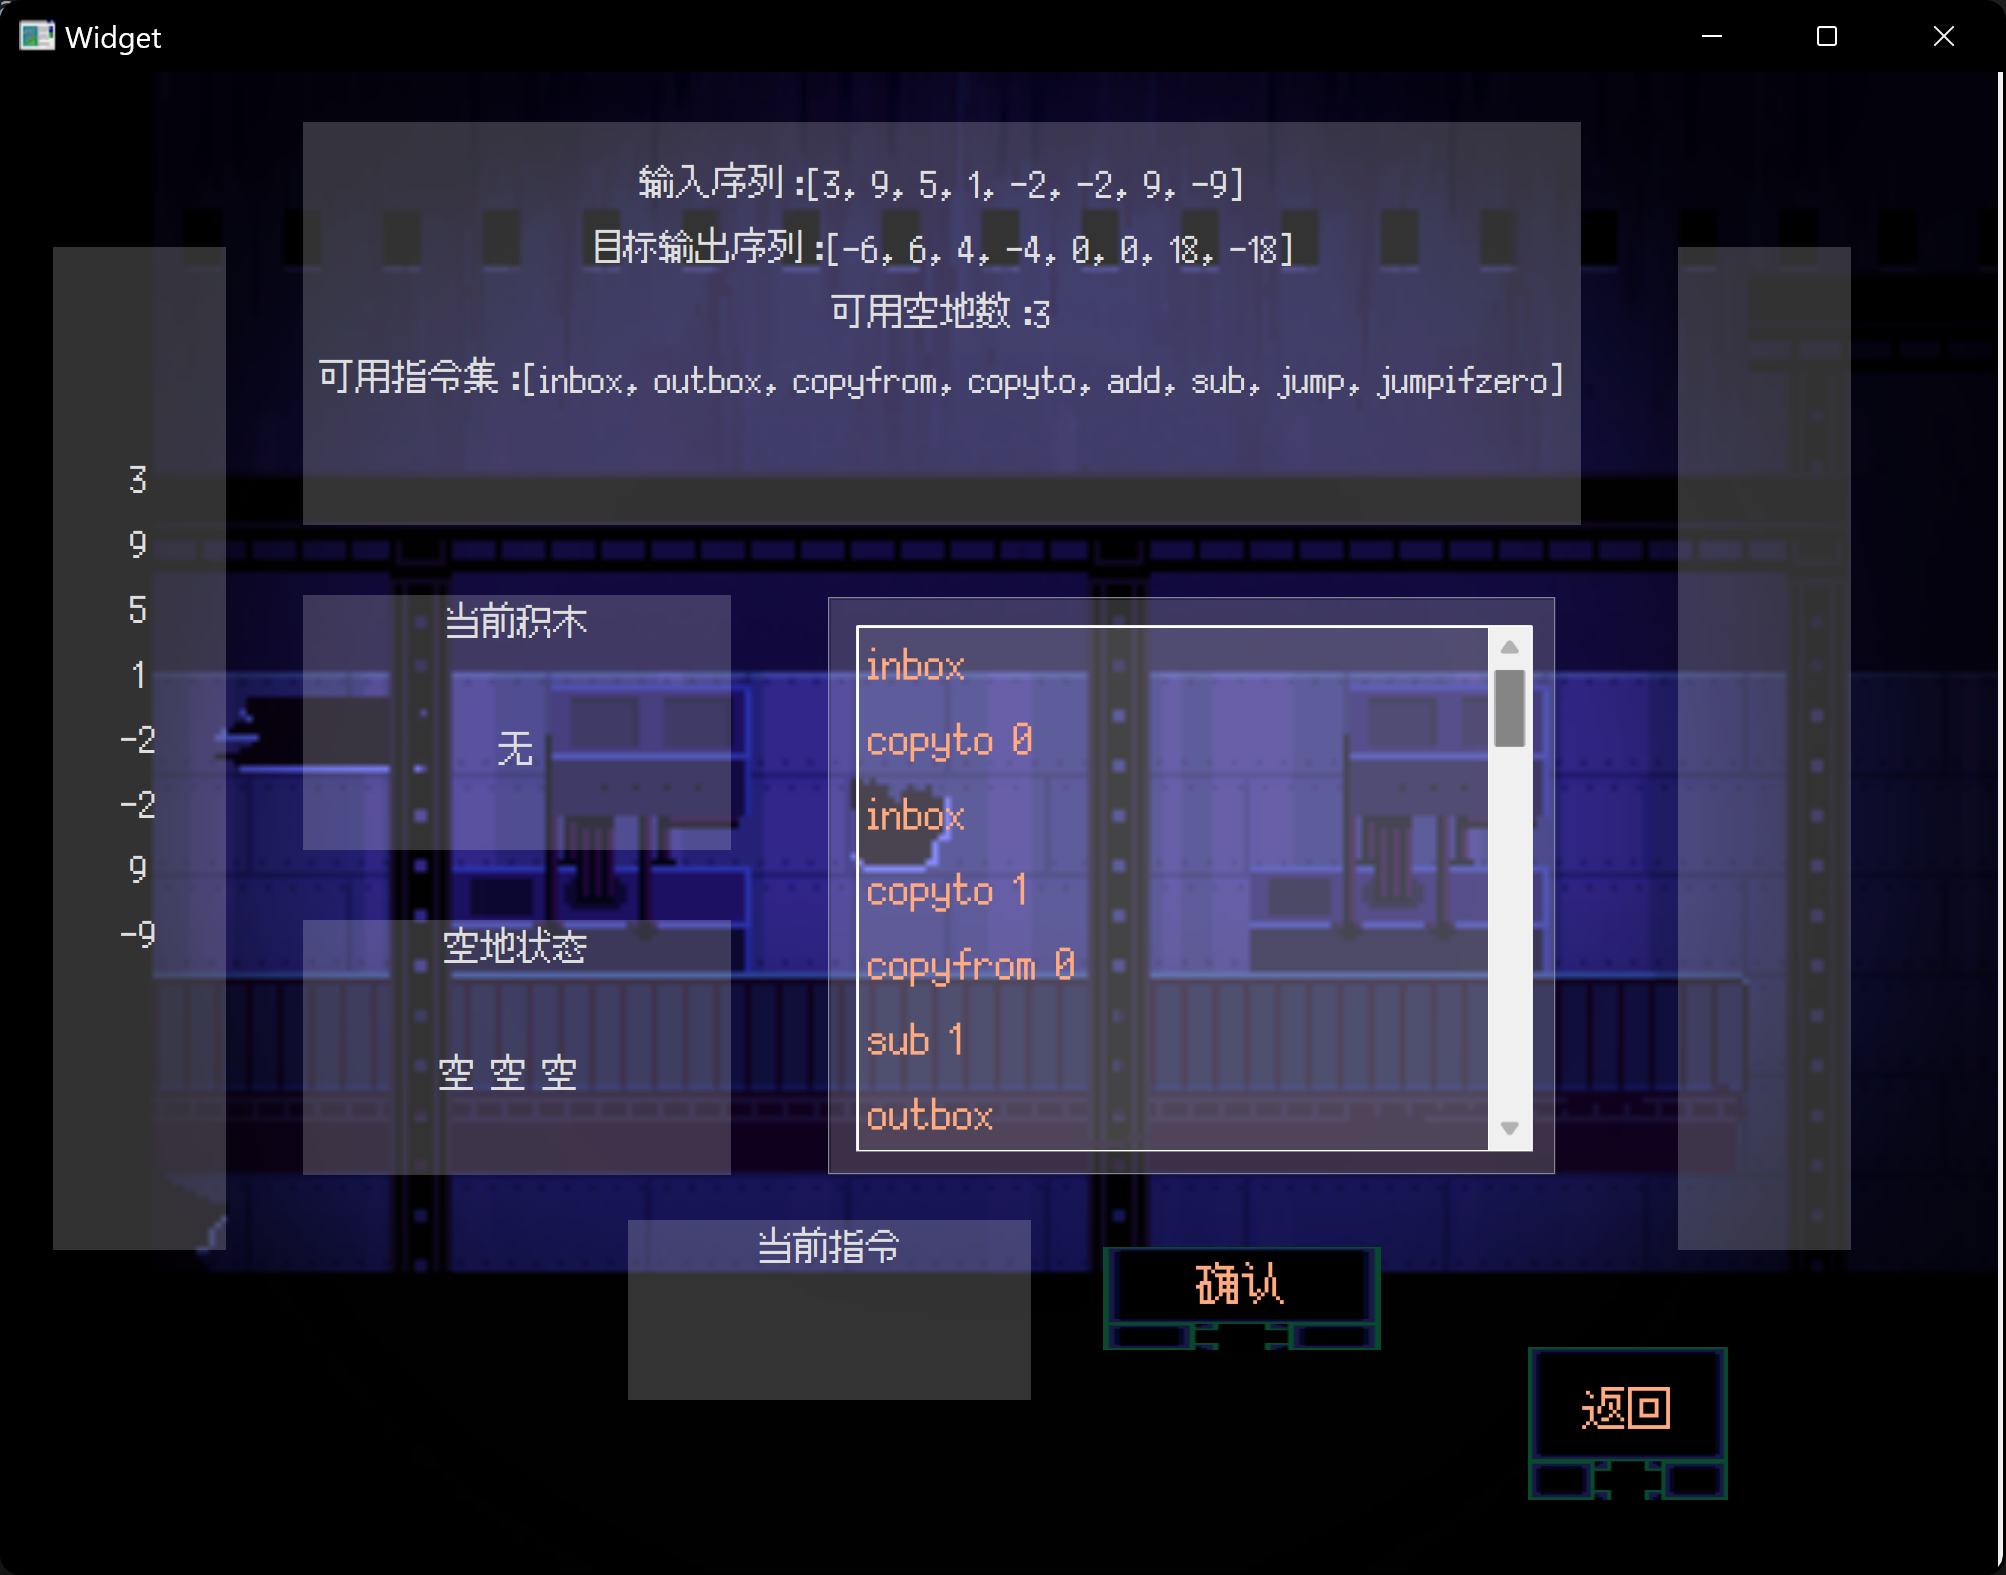 Widget
输入序列 :[3, 9, 5, 1, -2, -2, 9, -9]
目标输出序列 :[-6, 6, 4, -4, 0, 0, 18, -18]
可用空地数 :3
可用指令集 :[inbox, outbox, copyfrom, copyto, add, sub, jump, jumpifzero]
3
9
5
1
-2
-2
9
-9
当前积木
无
空地状态
空 空 空
inbox
copyto 0
inbox
copyto 1
copyfrom 0
sub 1
outbox
当前指令
确认
返回